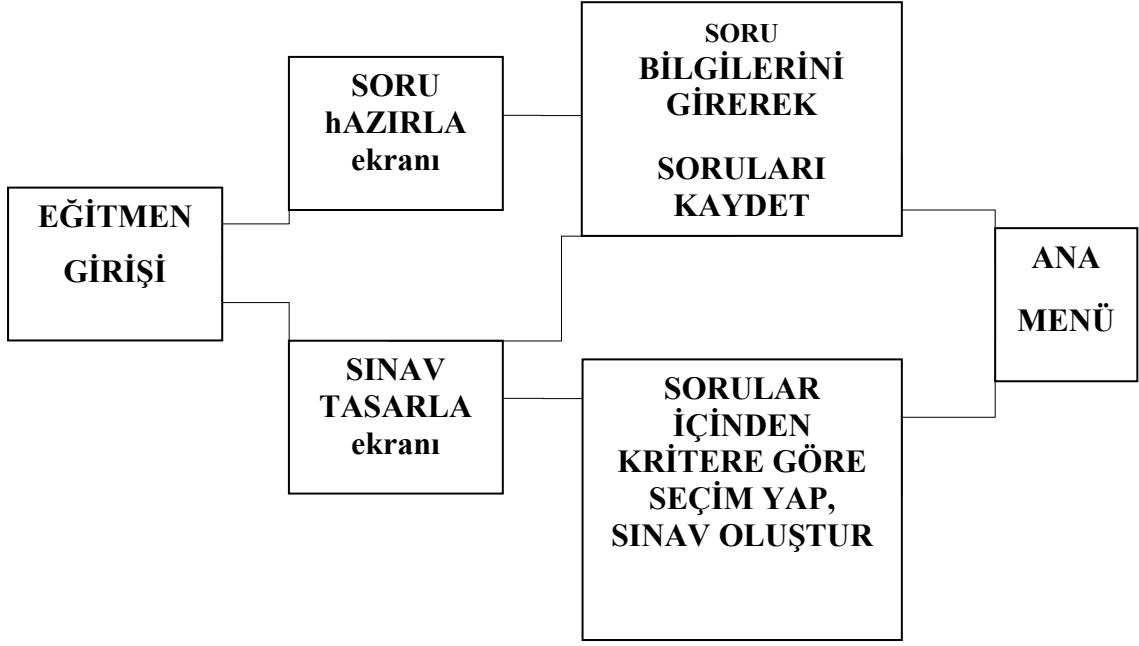 EĞİTMEN
GİRİŞİ
SORU
hAZIRLA
ekranı
SINAV
TASARLA
ekranı
SORU
BİLGİLERİNİ
GİREREK
SORULARI
KAYDET
SORULAR
İÇİNDEN
KRİTERE GÖRE
SEÇİM YAP,
SINAV OLUŞTUR
ANA
MENÜ